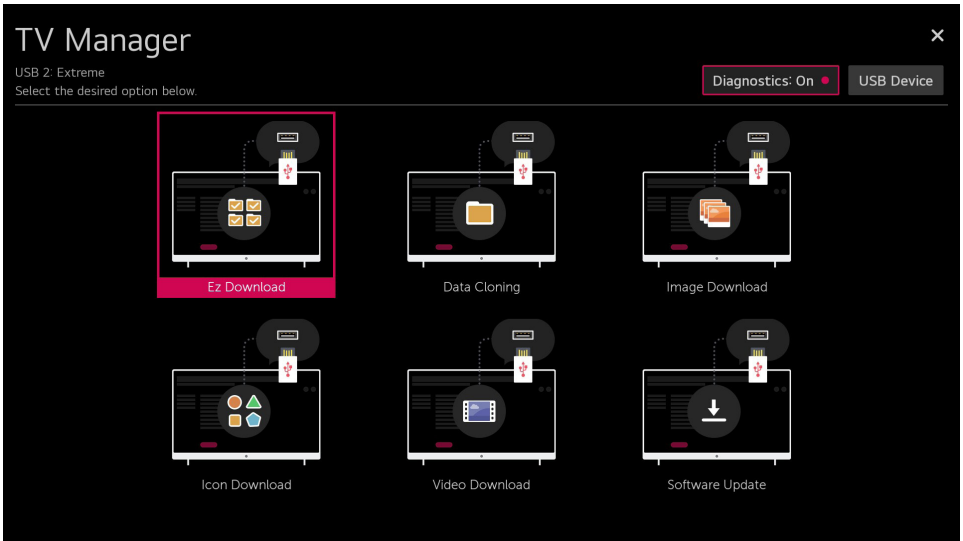 TV Manager
USB 2: Extreme
Select the desired option below.
Diagnostics: On
USB Device
Ez Download
Data Cloning
Image Download
Icon Download
Video Download
Software Update